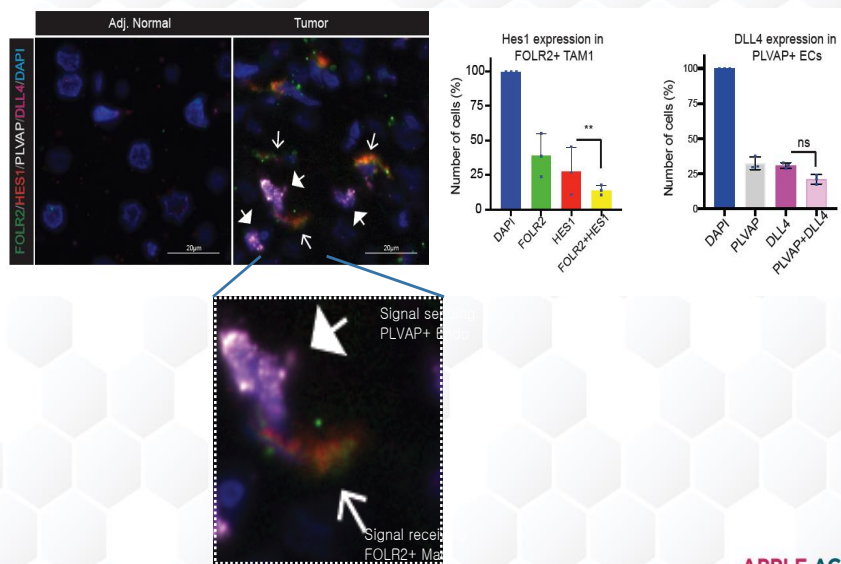 Adj. Normal
Tumor
FOLR2/HES1/PLVAP/DLL4/DAPI
20μm
20μm
Hes1 expression in
FOLR2+ TAM1
Number of cells (%)
100
75
50
25
0
**
DAPI
FOLR2
HES1
FOLR2+HES1
DLL4 expression in
PLVAP+ ECs
Number of cells (%)
100
75
50
25
0
ns
DAPI
PLVAP
DLL4
PLVAP+DLL4
Signal
PLVAP+
Signal
FOLR2+
APPLE